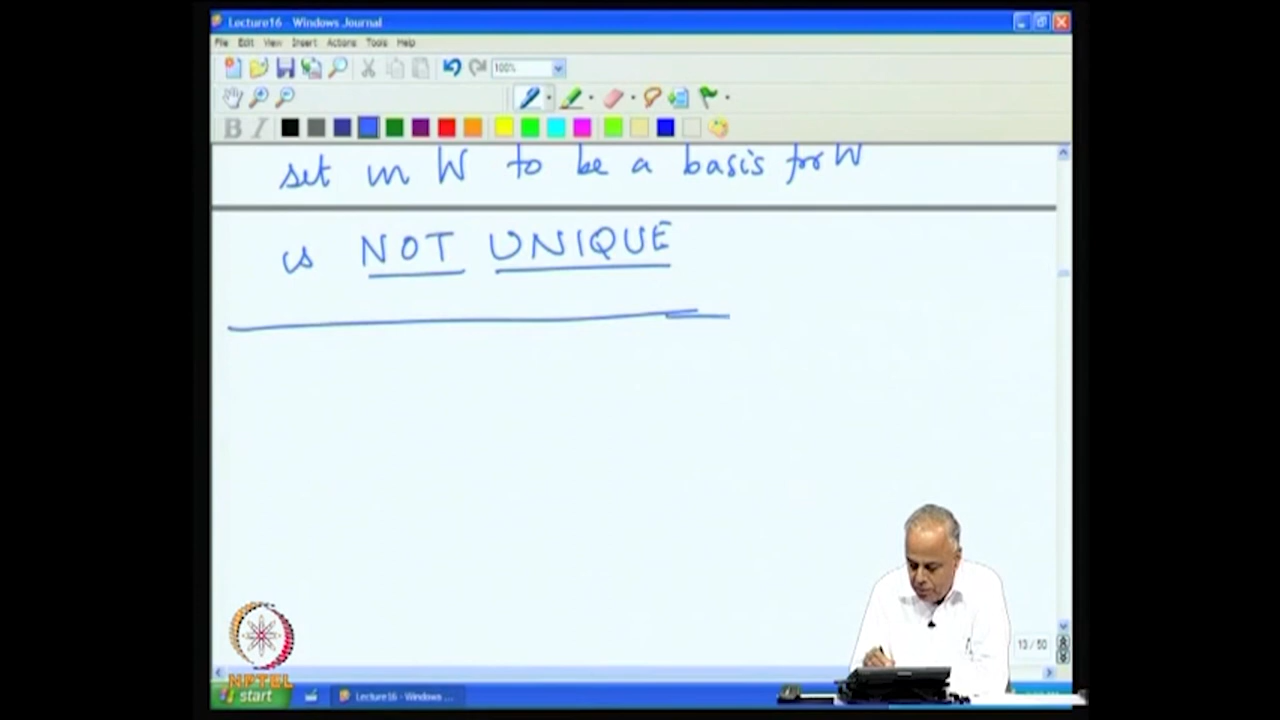 Lecture16 - Windows Journal
File Edit View Insert Actions Tools Help
100%
B I
set in W to be a basis for W
is NOT UNIQUE
13 / 50
NPTEL
start Lecture16 - Windows ...